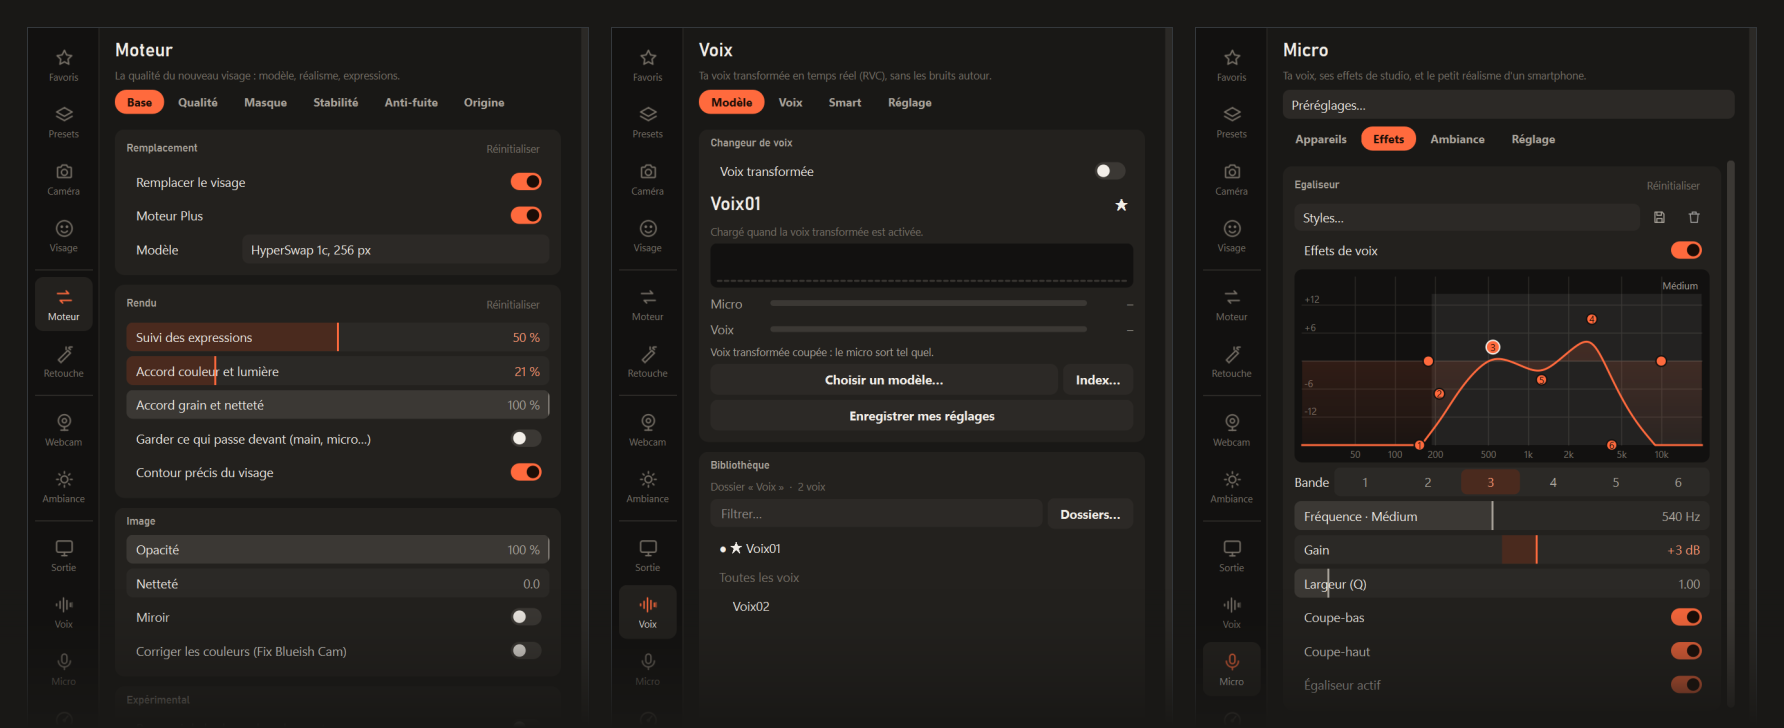 Moteur
La qualité du nouveau visage : modèle, réalisme, expressions.
Base Qualité Masque Stabilité Anti-fuite Origine
Favoris
Presets
Caméra
Visage
Moteur
Retouche
Webcam
Ambiance
Sortie
Voix
Micro
Remplacement Réinitialiser
Remplacer le visage
Moteur Plus
Modèle HyperSwap 1c, 256 px
Rendu Réinitialiser
Suivi des expressions 50 %
Accord couleur et lumière 21 %
Accord grain et netteté 100 %
Garder ce qui passe devant (main, micro...)
Contour précis du visage
Image
Opacité 100 %
Netteté 0.0
Miroir
Corriger les couleurs (Fix Blueish Cam)
Expérimental
Voix
Ta voix transformée en temps réel (RVC), sans les bruits autour.
Modèle Voix Smart Réglage
Favoris
Presets
Caméra
Visage
Moteur
Retouche
Webcam
Ambiance
Sortie
Voix
Micro
Changeur de voix
Voix transformée
Voix01 ★
Chargé quand la voix transformée est activée.
Micro –
Voix –
Voix transformée coupée : le micro sort tel quel.
Choisir un modèle... Index...
Enregistrer mes réglages
Bibliothèque
Dossier « Voix » · 2 voix
Filtrer... Dossiers...
● ★ Voix01
Toutes les voix
Voix02
Micro
Ta voix, ses effets de studio, et le petit réalisme d'un smartphone.
Préréglages...
Appareils Effets Ambiance Réglage
Favoris
Presets
Caméra
Visage
Moteur
Retouche
Webcam
Ambiance
Sortie
Voix
Micro
Egaliseur Réinitialiser
Styles...
Effets de voix
Médium
+12
+6
-6
-12
1 2 3 4 5 6
50 100 200 500 1k 2k 5k 10k
Bande 1 2 3 4 5 6
Fréquence · Médium 540 Hz
Gain +3 dB
Largeur (Q) 1.00
Coupe-bas
Coupe-haut
Égaliseur actif